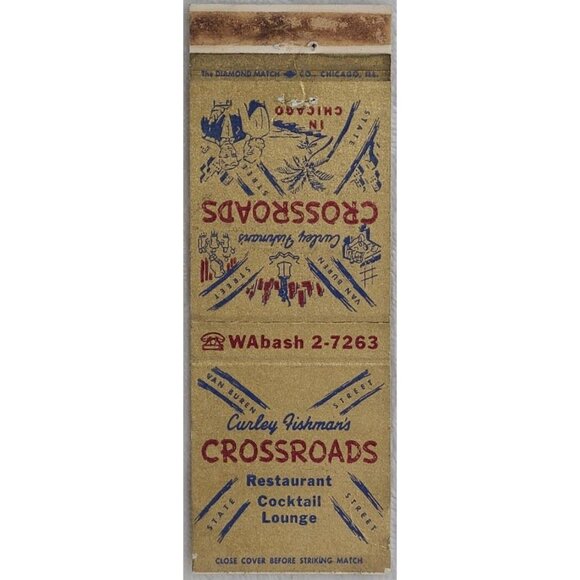 The DIAMOND MATCH CO., CHICAGO, ILL.
IN
CHICAGO
STATE
STREET
CROSSROADS
Curley Fishman's
VAN BUREN
STREET
WAbash 2-7263
VAN BUREN
STREET
Curley Fishman's
CROSSROADS
Restaurant
Cocktail
Lounge
STATE
STREET
CLOSE COVER BEFORE STRIKING MATCH